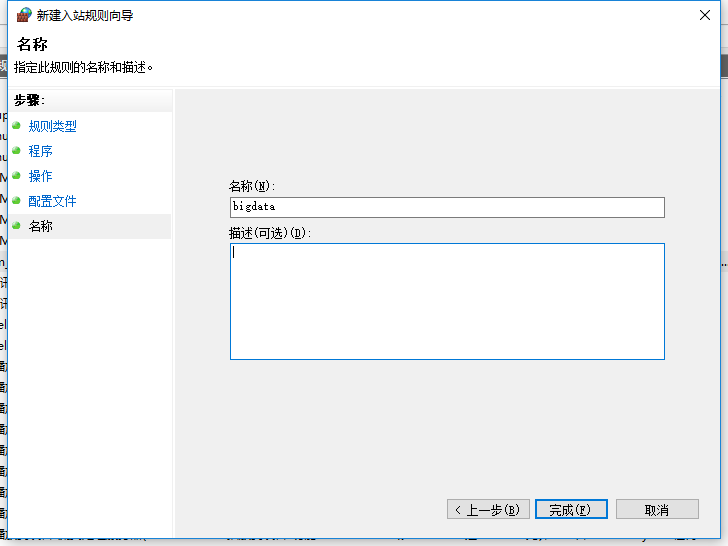 新建入站规则向导
名称
指定此规则的名称和描述。
步骤:
规则类型
程序
操作
配置文件
名称
名称(N):
bigdata
描述(可选)(D):
< 上一步(B)
完成(F)
取消